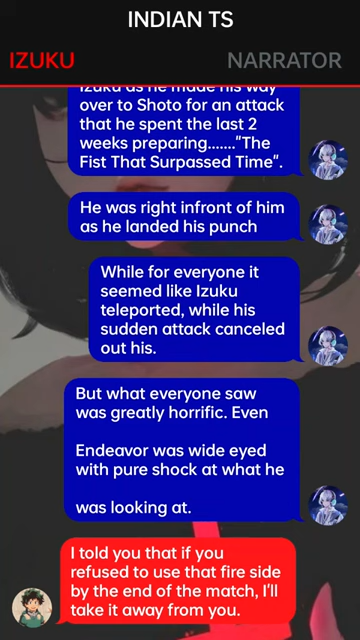 INDIAN TS
IZUKU
NARRATOR
Izuku as he made his way
over to Shoto for an attack
that he spent the last 2
weeks preparing.......“The
Fist That Surpassed Time”.
He was right infront of him
as he landed his punch
While for everyone it
seemed like Izuku
teleported, while his
sudden attack canceled
out his.
But what everyone saw
was greatly horrific. Even
Endeavor was wide eyed
with pure shock at what he
was looking at.
I told you that if you
refused to use that fire side
by the end of the match, I'll
take it away from you.